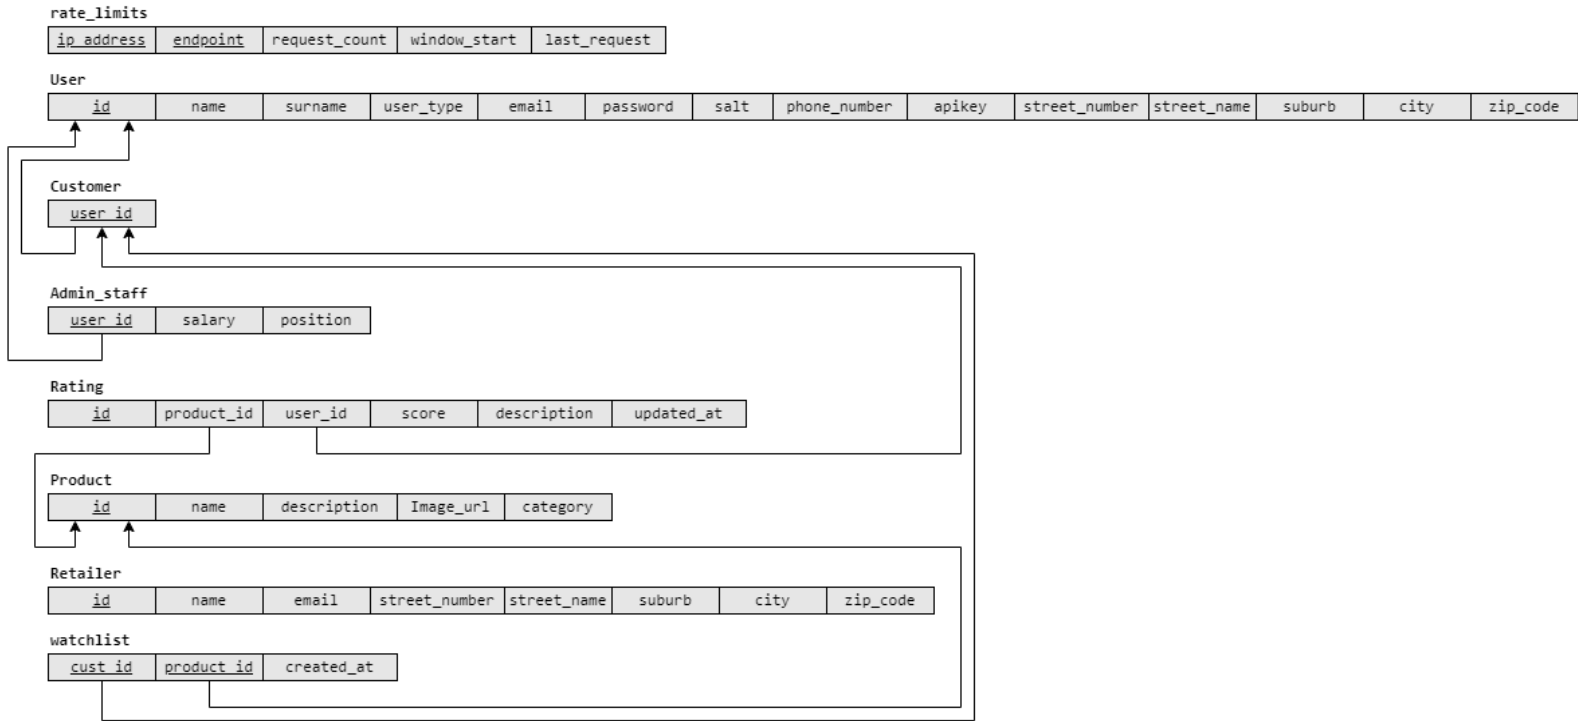 rate_limits
ip_address endpoint request_count window_start last_request
User
id name surname user_type email password salt phone_number apikey street_number street_name suburb city zip_code
Customer
user_id
Admin_staff
user_id salary position
Rating
id product_id user_id score description updated_at
Product
id name description Image_url category
Retailer
id name email street_number street_name suburb city zip_code
watchlist
cust_id product_id created_at